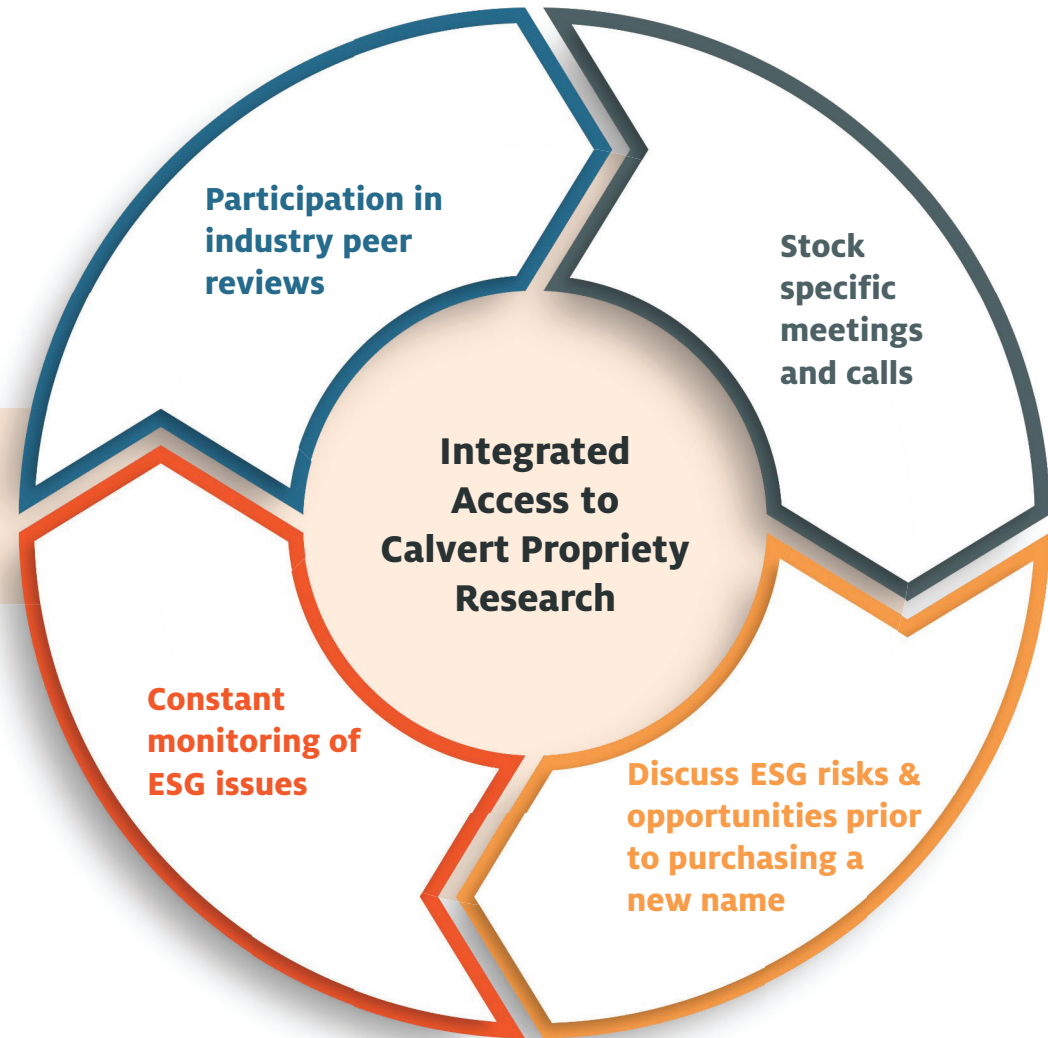 Participation in
industry peer
reviews
Stock
specific
meetings
and calls
Integrated
Access to
Calvert Propriety
Research
Constant
monitoring of
ESG issues
Discuss ESG risks &
opportunities prior
to purchasing a
new name